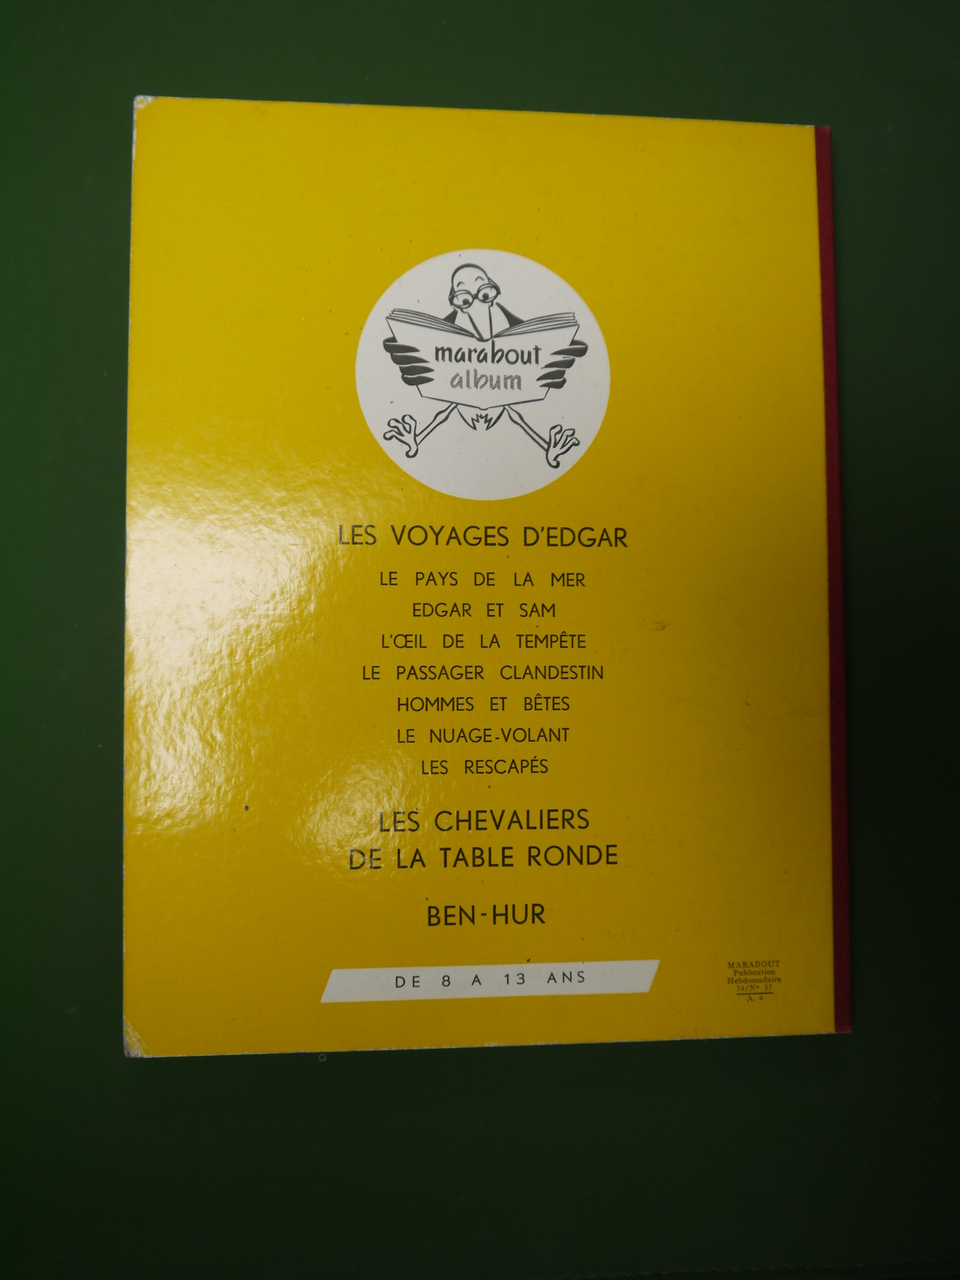 marabout
album
LES VOYAGES D'EDGAR
LE PAYS DE LA MER
EDGAR ET SAM
L'ŒIL DE LA TEMPÊTE
LE PASSAGER CLANDESTIN
HOMMES ET BÊTES
LE NUAGE-VOLANT
LES RESCAPÉS
LES CHEVALIERS
DE LA TABLE RONDE
BEN-HUR
DE 8 A 13 ANS
MARABOUT
Publication
Hebdomadaire
A. 4